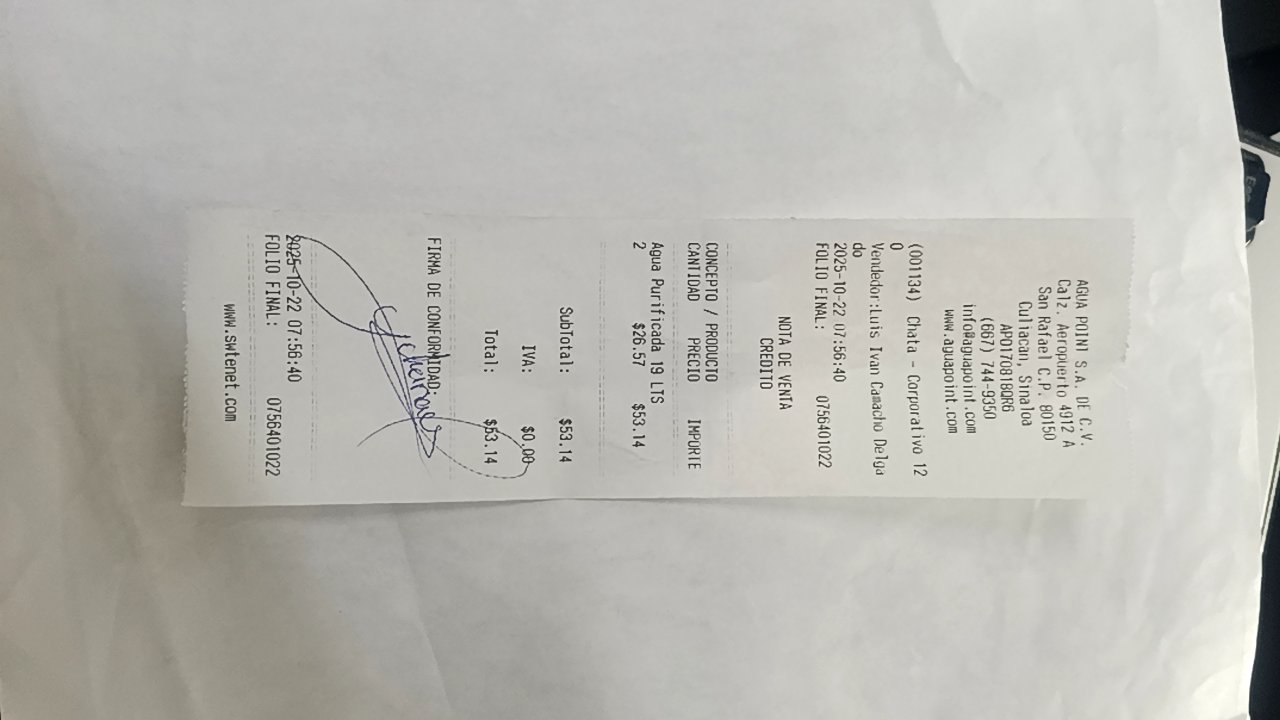 AGUA POINT S.A. DE C.V.
Calz. Aeropuerto 4912 A
San Rafael C.P. 80150
Culiacan, Sinaloa
APO170818QR6
(667) 744-9350
info@aguapoint.com
www.aguapoint.com
(001134) Chata - Corporativo 12
0
Vendedor:Luis Ivan Camacho Delga
do
2025-10-22 07:56:40
FOLIO FINAL: 0756401022
NOTA DE VENTA
CREDITO
CONCEPTO / PRODUCTO
CANTIDAD PRECIO IMPORTE
Agua Purificada 19 LTS
2 $26.57 $53.14
SubTotal: $53.14
IVA: $0.00
Total: $53.14
FIRMA DE CONFORMIDAD:
2025-10-22 07:56:40
FOLIO FINAL: 0756401022
www.swtenet.com